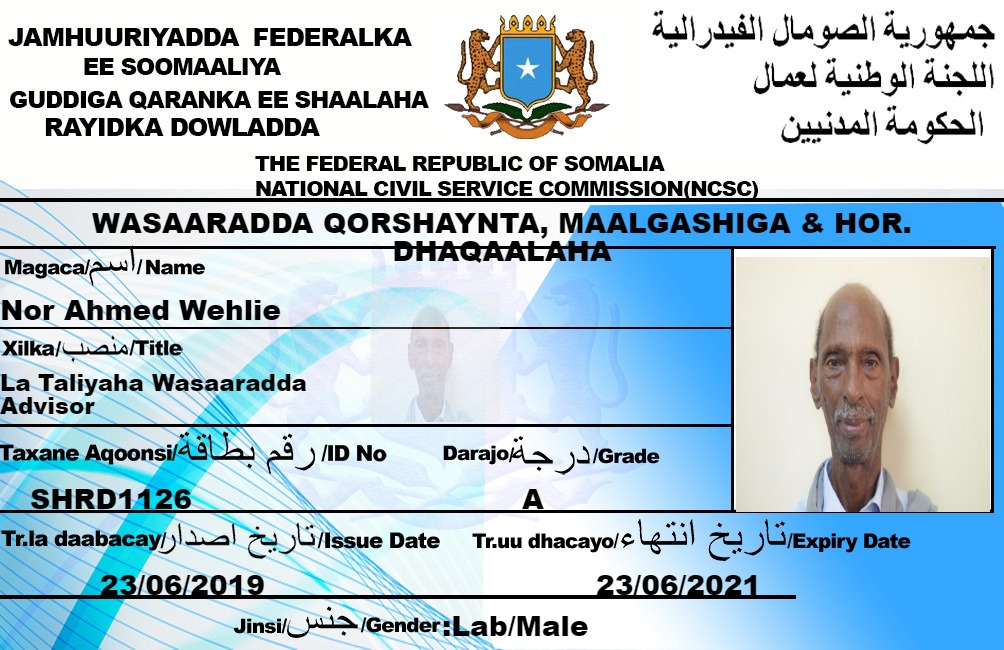 JAMHUURIYADDA FEDERALKA
EE SOOMAALIYA
GUDDIGA QARANKA EE SHAALAHA
RAYIDKA DOWLADDA
جمهورية الصومال الفيدرالية
اللجنة الوطنية لعمال
الحكومة المدنيين
THE FEDERAL REPUBLIC OF SOMALIA
NATIONAL CIVIL SERVICE COMMISSION(NCSC)
WASAARADDA QORSHAYNTA, MAALGASHIGA & HOR.
DHAQAALAHA
Magaca/اسم/Name
Nor Ahmed Wehlie
Xilka/منصب/Title
La Taliyaha Wasaaradda
Advisor
Taxane Aqoonsi/رقم بطاقة/ID No
Darajo/درجة/Grade
SHRD1126
A
Tr.la daabacay/تاريخ اصدار/Issue Date
Tr.uu dhacayo/تاريخ انتهاء/Expiry Date
23/06/2019
23/06/2021
Jinsi/جنس/Gender:Lab/Male